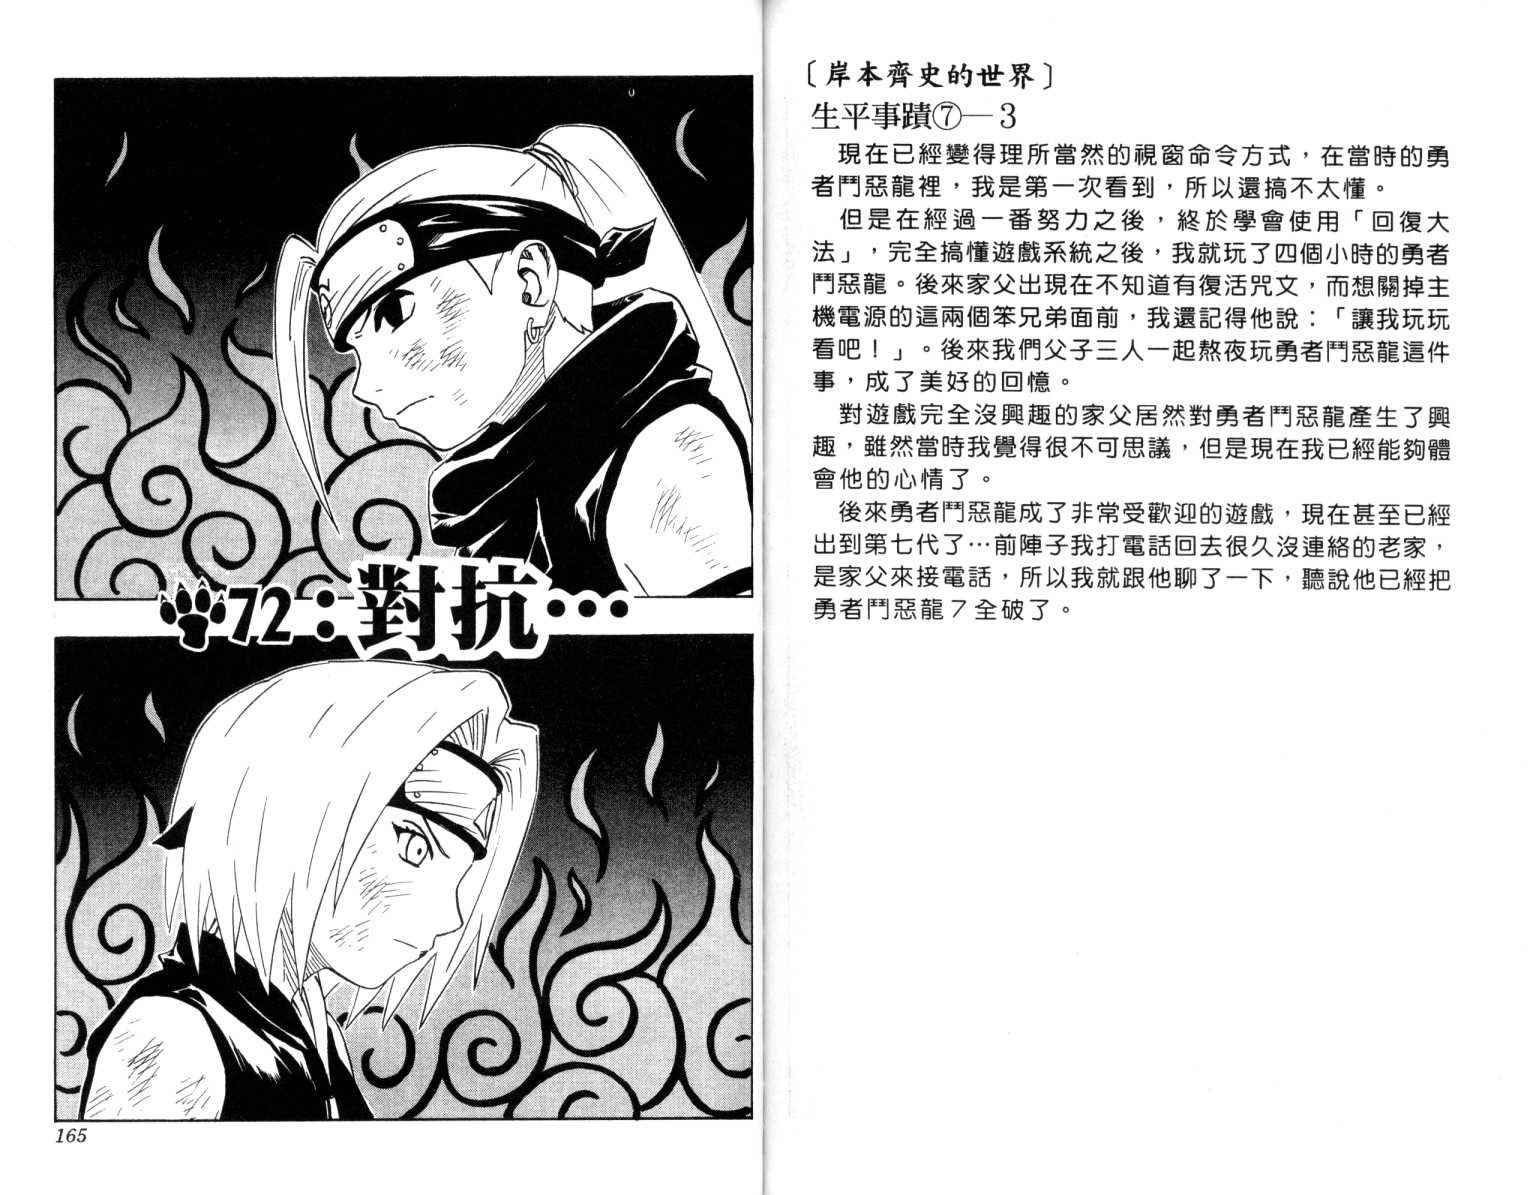 〔岸本齊史的世界〕
生平事蹟⑦—3
現在已經變得理所當然的視窗命令方式，在當時的勇
者鬥惡龍裡，我是第一次看到，所以還搞不太懂。
但是在經過一番努力之後，終於學會使用「回復大
法」，完全搞懂遊戲系統之後，我就玩了四個小時的勇者
鬥惡龍。後來家父出現在不知道有復活咒文，而想關掉主
機電源的這兩個笨兄弟面前，我還記得他說：「讓我玩玩
看吧！」。後來我們父子三人一起熬夜玩勇者鬥惡龍這件
事，成了美好的回憶。
對遊戲完全沒興趣的家父居然對勇者鬥惡龍產生了興
趣，雖然當時我覺得很不可思議，但是現在我已經能夠體
會他的心情了。
後來勇者鬥惡龍成了非常受歡迎的遊戲，現在甚至已經
出到第七代了…前陣子我打電話回去很久沒連絡的老家，
是家父來接電話，所以我就跟他聊了一下，聽說他已經把
勇者鬥惡龍７全破了。
72：對抗…
165